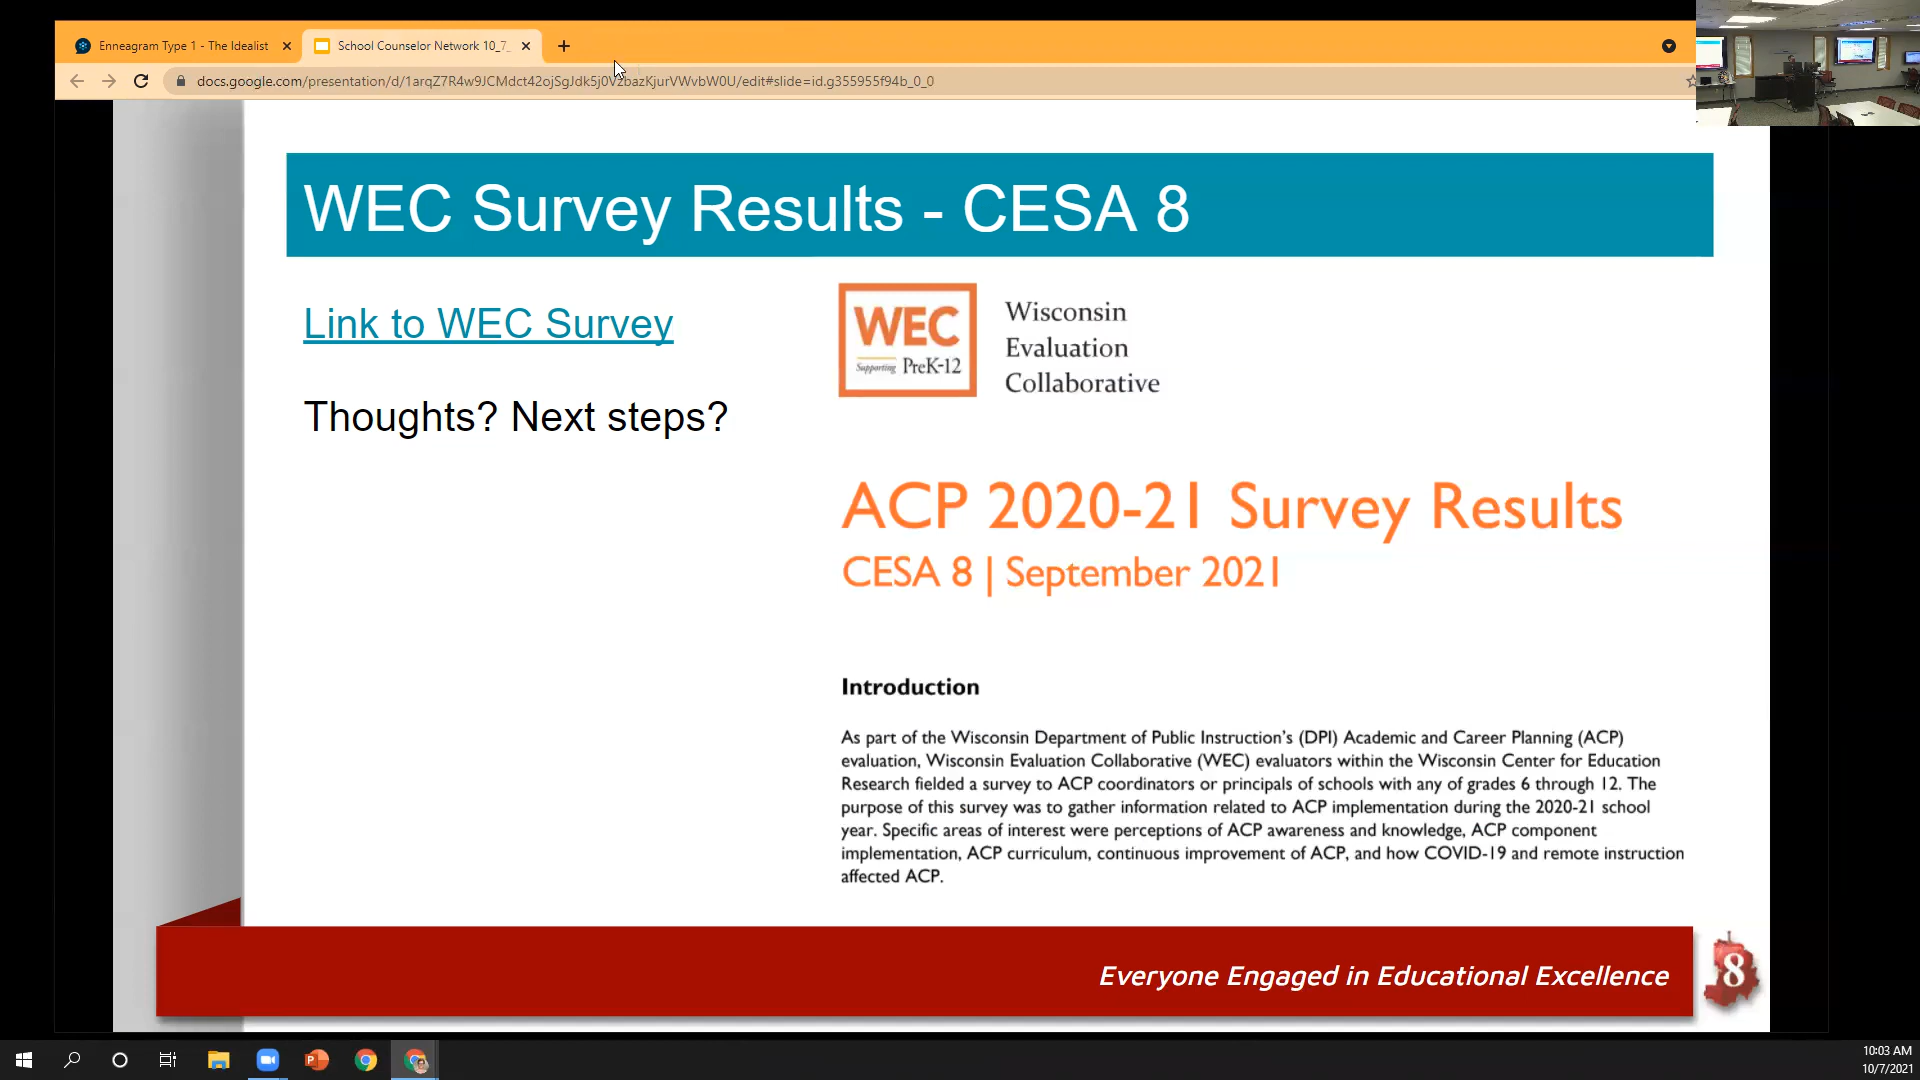 Enneagram Type 1 - The Idealist
School Counselor Network 10_7_
docs.google.com/presentation/d/1arqZ7R4w9JCMdct42ojSgJdk5j0VzbazKjurVWvbW0U/edit#slide=id.g355955f94b_0_0
WEC Survey Results - CESA 8
Link to WEC Survey
Thoughts? Next steps?
WEC
Supporting PreK-12
Wisconsin
Evaluation
Collaborative
ACP 2020-21 Survey Results
CESA 8 | September 2021
Introduction
As part of the Wisconsin Department of Public Instruction's (DPI) Academic and Career Planning (ACP)
evaluation, Wisconsin Evaluation Collaborative (WEC) evaluators within the Wisconsin Center for Education
Research fielded a survey to ACP coordinators or principals of schools with any of grades 6 through 12. The
purpose of this survey was to gather information related to ACP implementation during the 2020-21 school
year. Specific areas of interest were perceptions of ACP awareness and knowledge, ACP component
implementation, ACP curriculum, continuous improvement of ACP, and how COVID-19 and remote instruction
affected ACP.
Everyone Engaged in Educational Excellence
8
10:03 AM
10/7/2021